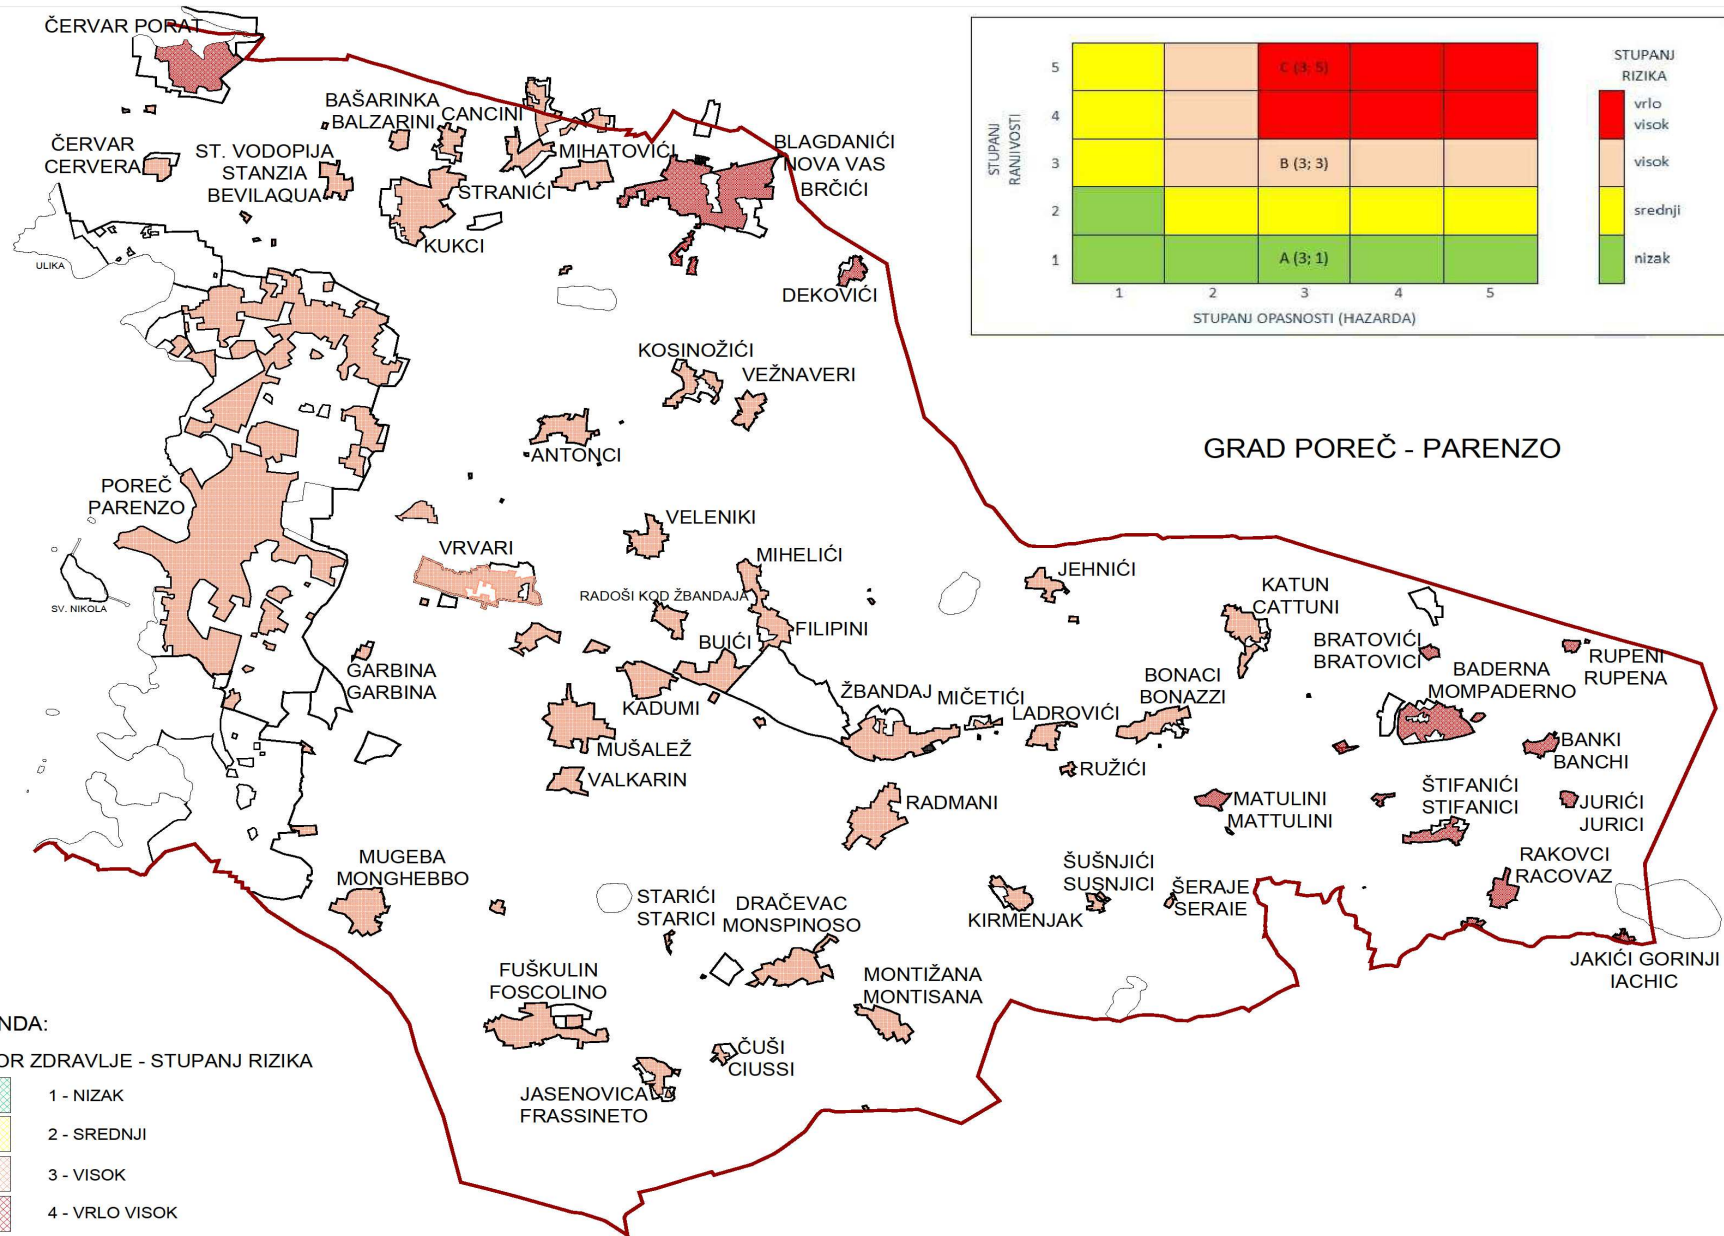 ČERVAR PORAT
BAŠARINKA
BALZARINI
CANCINI
ČERVAR
CERVERA
ST. VODOPIJA
STANZIA
BEVILAQUA
MIHATOVIĆI
STRANIĆI
KUKCI
BLAGDANIĆI
NOVA VAS
BRČIĆI
DEKOVIĆI
ULIKA
STUPANJ
RANJIVOSTI
5
4
3
2
1
C (3; 5)
B (3; 3)
A (3; 1)
1
2
3
4
5
STUPANJ OPASNOSTI (HAZARDA)
STUPANJ
RIZIKA
vrlo
visok
visok
srednji
nizak
KOSINOŽIĆI
VEŽNAVERI
ANTONCI
GRAD POREČ - PARENZO
POREČ
PARENZO
SV. NIKOLA
VELENIKI
VRVARI
MIHELIĆI
RADOŠI KOD ŽBANDAJA
FILIPINI
BUIĆI
JEHNIĆI
KATUN
CATTUNI
BRATOVIĆI
BRATOVICI
RUPENI
RUPENA
GARBINA
GARBINA
KADUMI
MUŠALEŽ
VALKARIN
ŽBANDAJ
MIČETIĆI
LADROVIĆI
BONACI
BONAZZI
BADERNA
MOMPADERNO
BANKI
BANCHI
RUŽIĆI
RADMANI
MATULINI
MATTULINI
ŠTIFANIĆI
STIFANICI
JURIĆI
JURICI
MUGEBA
MONGHEBBO
STARIĆI
STARICI
DRAČEVAC
MONSPINOSO
KIRMENJAK
ŠUŠNJIĆI
SUSNJICI
ŠERAJE
SERAIE
RAKOVCI
RACOVAZ
JAKIĆI GORINJI
IACHIC
FUŠKULIN
FOSCOLINO
MONTIŽANA
MONTISANA
ČUŠI
CIUSSI
JASENOVICA
FRASSINETO
NDA:
OR ZDRAVLJE - STUPANJ RIZIKA
1 - NIZAK
2 - SREDNJI
3 - VISOK
4 - VRLO VISOK